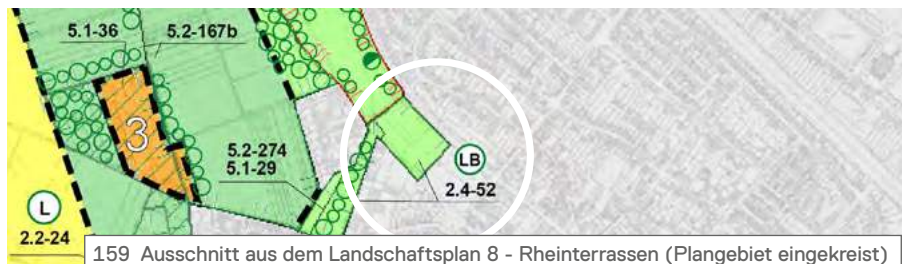 5.1-36 5.2-167b
3
5.2-274
5.1-29
LB
2.4-52
L
2.2-24
159 Ausschnitt aus dem Landschaftsplan 8 - Rheinterrassen (Plangebiet eingekreist)